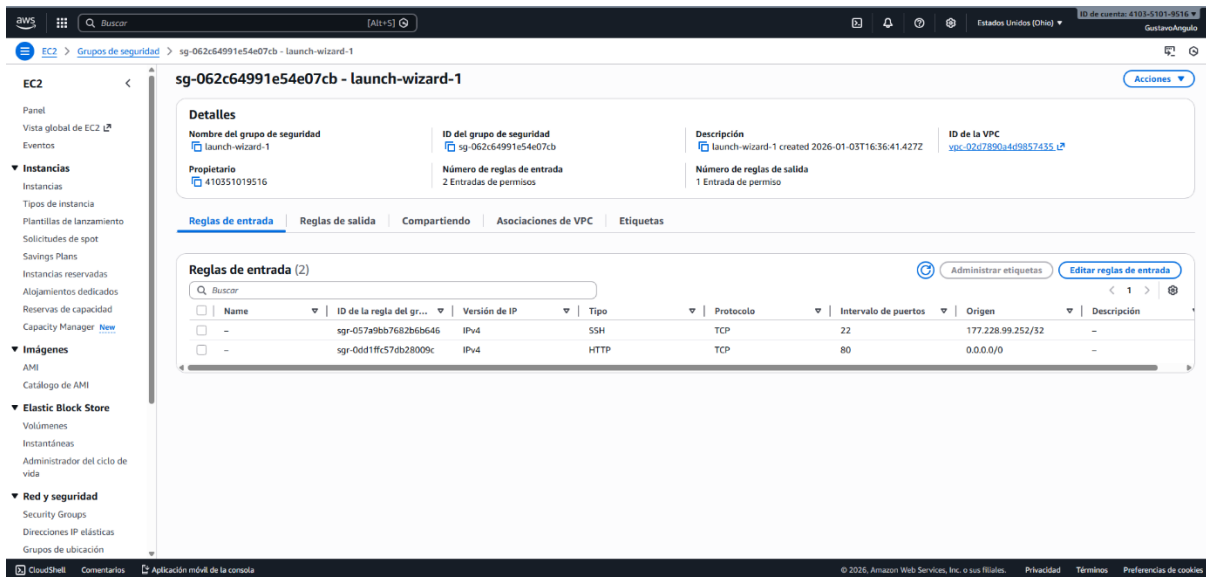 aws
Buscar
[Alt+S]
Estados Unidos (Ohio)
ID de cuenta: 4103-5101-9516
GustavoAngulo
EC2 > Grupos de seguridad > sg-062c64991e54e07cb - launch-wizard-1
EC2
Panel
Vista global de EC2
Eventos
Instancias
Instancias
Tipos de instancia
Plantillas de lanzamiento
Solicitudes de spot
Savings Plans
Instancias reservadas
Alojamientos dedicados
Reservas de capacidad
Capacity Manager New
Imágenes
AMI
Catálogo de AMI
Elastic Block Store
Volúmenes
Instantáneas
Administrador del ciclo de
vida
Red y seguridad
Security Groups
Direcciones IP elásticas
Grupos de ubicación
sg-062c64991e54e07cb - launch-wizard-1
Acciones
Detalles
Nombre del grupo de seguridad
launch-wizard-1
ID del grupo de seguridad
sg-062c64991e54e07cb
Descripción
launch-wizard-1 created 2026-01-03T16:36:41.427Z
ID de la VPC
vpc-02d7890a4d9857435
Propietario
410351019516
Número de reglas de entrada
2 Entradas de permisos
Número de reglas de salida
1 Entrada de permiso
Reglas de entrada Reglas de salida Compartiendo Asociaciones de VPC Etiquetas
Reglas de entrada (2)
Administrar etiquetas Editar reglas de entrada
Buscar
1
Name ID de la regla del gr... Versión de IP Tipo Protocolo Intervalo de puertos Origen Descripción
– sgr-057a9bb7682b6b646 IPv4 SSH TCP 22 177.228.99.252/32 –
– sgr-0dd1ffc57db28009c IPv4 HTTP TCP 80 0.0.0.0/0 –
CloudShell Comentarios Aplicación móvil de la consola
© 2026, Amazon Web Services, Inc. o sus filiales. Privacidad Términos Preferencias de cookies